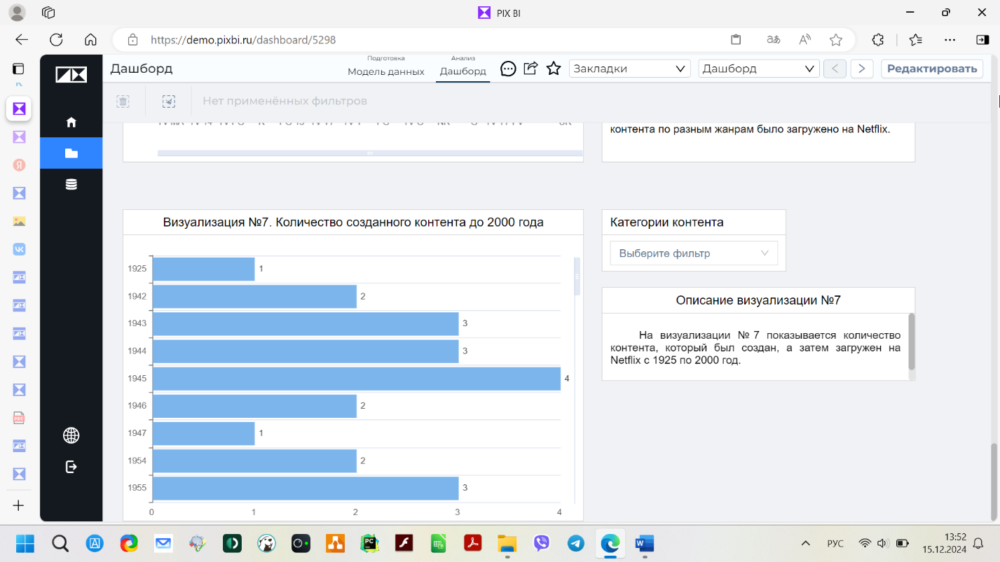 PIX BI
https://demo.pixbi.ru/dashboard/5298
Дашборд
Подготовка
Модель данных
Анализ
Дашборд
Закладки
Дашборд
Редактировать
Нет применённых фильтров
контента по разным жанрам было загружено на Netflix.
Визуализация №7. Количество созданного контента до 2000 года
1925 1
1942 2
1943 3
1944 3
1945 4
1946 2
1947 1
1954 2
1955 3
0 1 2 3 4
Категории контента
Выберите фильтр
Описание визуализации №7
На визуализации № 7 показывается количество
контента, который был создан, а затем загружен на
Netflix с 1925 по 2000 год.
РУС
13:52
15.12.2024